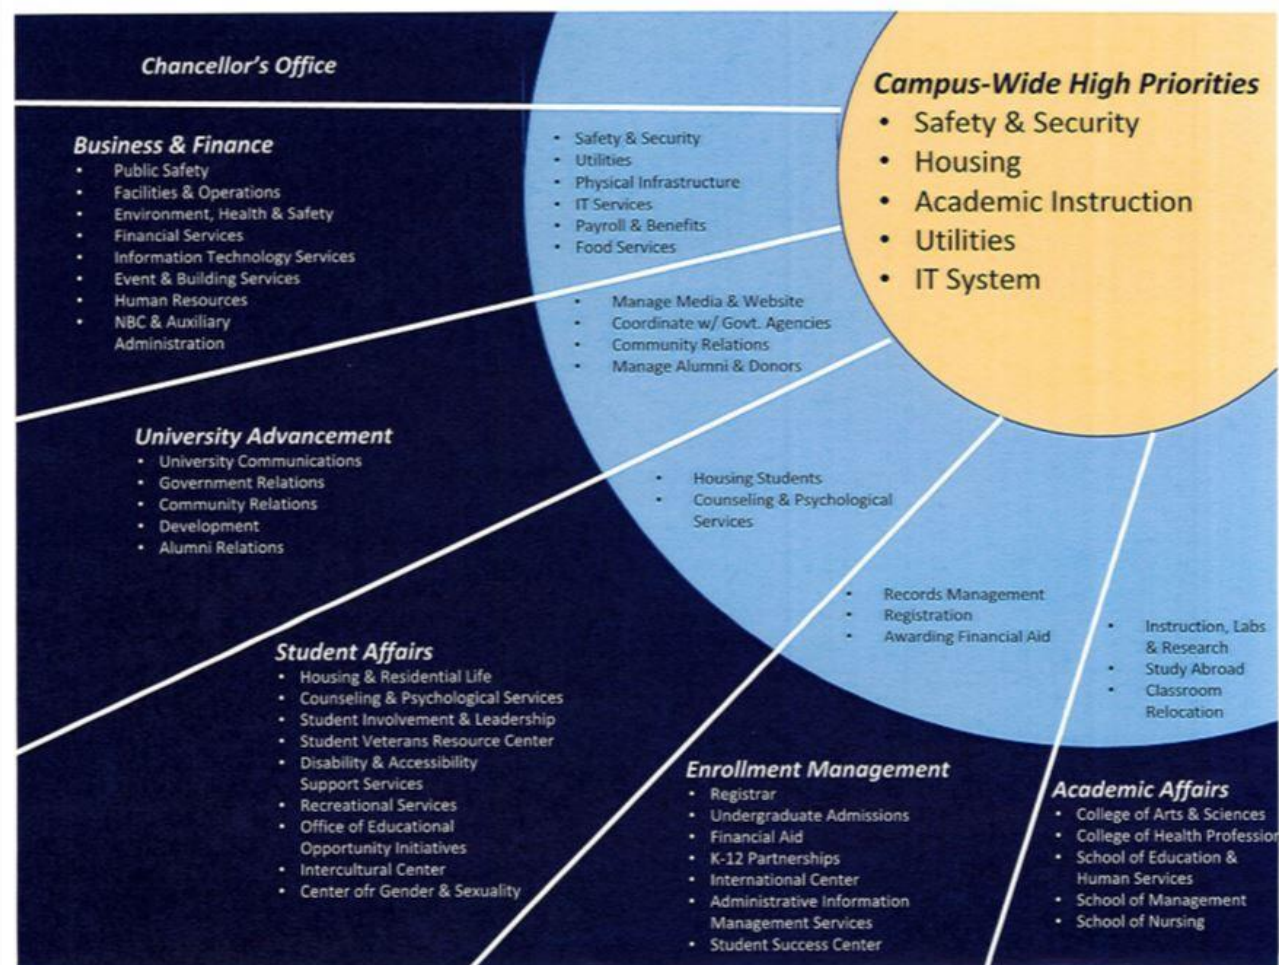 Chancellor's Office
Campus-Wide High Priorities
• Safety & Security
• Housing
• Academic Instruction
• Utilities
• IT System
Business & Finance
• Public Safety
• Facilities & Operations
• Environment, Health & Safety
• Financial Services
• Information Technology Services
• Event & Building Services
• Human Resources
• NBC & Auxiliary
Administration
• Safety & Security
• Utilities
• Physical Infrastructure
• IT Services
• Payroll & Benefits
• Food Services
University Advancement
• University Communications
• Government Relations
• Community Relations
• Development
• Alumni Relations
• Manage Media & Website
• Coordinate w/ Govt. Agencies
• Community Relations
• Manage Alumni & Donors
Student Affairs
• Housing & Residential Life
• Counseling & Psychological Services
• Student Involvement & Leadership
• Student Veterans Resource Center
• Disability & Accessibility
Support Services
• Recreational Services
• Office of Educational
Opportunity Initiatives
• Intercultural Center
• Center ofr Gender & Sexuality
• Housing Students
• Counseling & Psychological
Services
Enrollment Management
• Registrar
• Undergraduate Admissions
• Financial Aid
• K-12 Partnerships
• International Center
• Administrative Information
Management Services
• Student Success Center
• Records Management
• Registration
• Awarding Financial Aid
Academic Affairs
• College of Arts & Sciences
• College of Health Profession
• School of Education &
Human Services
• School of Management
• School of Nursing
• Instruction, Labs
& Research
• Study Abroad
• Classroom
Relocation